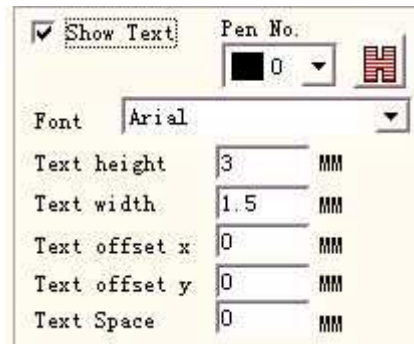 Show Text Pen No.
0
Font Arial
Text height 3 MM
Text width 1.5 MM
Text offset x 0 MM
Text offset y 0 MM
Text Space 0 MM